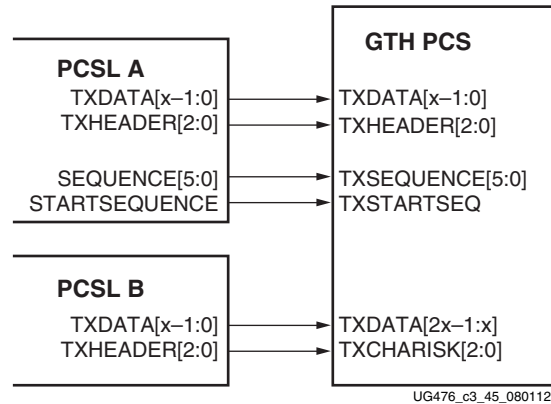 GTH PCS
PCSL A
TXDATA[x–1:0]
TXHEADER[2:0]
SEQUENCE[5:0]
STARTSEQUENCE
TXDATA[x–1:0]
TXHEADER[2:0]
TXSEQUENCE[5:0]
TXSTARTSEQ
PCSL B
TXDATA[x–1:0]
TXHEADER[2:0]
TXDATA[2x–1:x]
TXCHARISK[2:0]
UG476_c3_45_080112